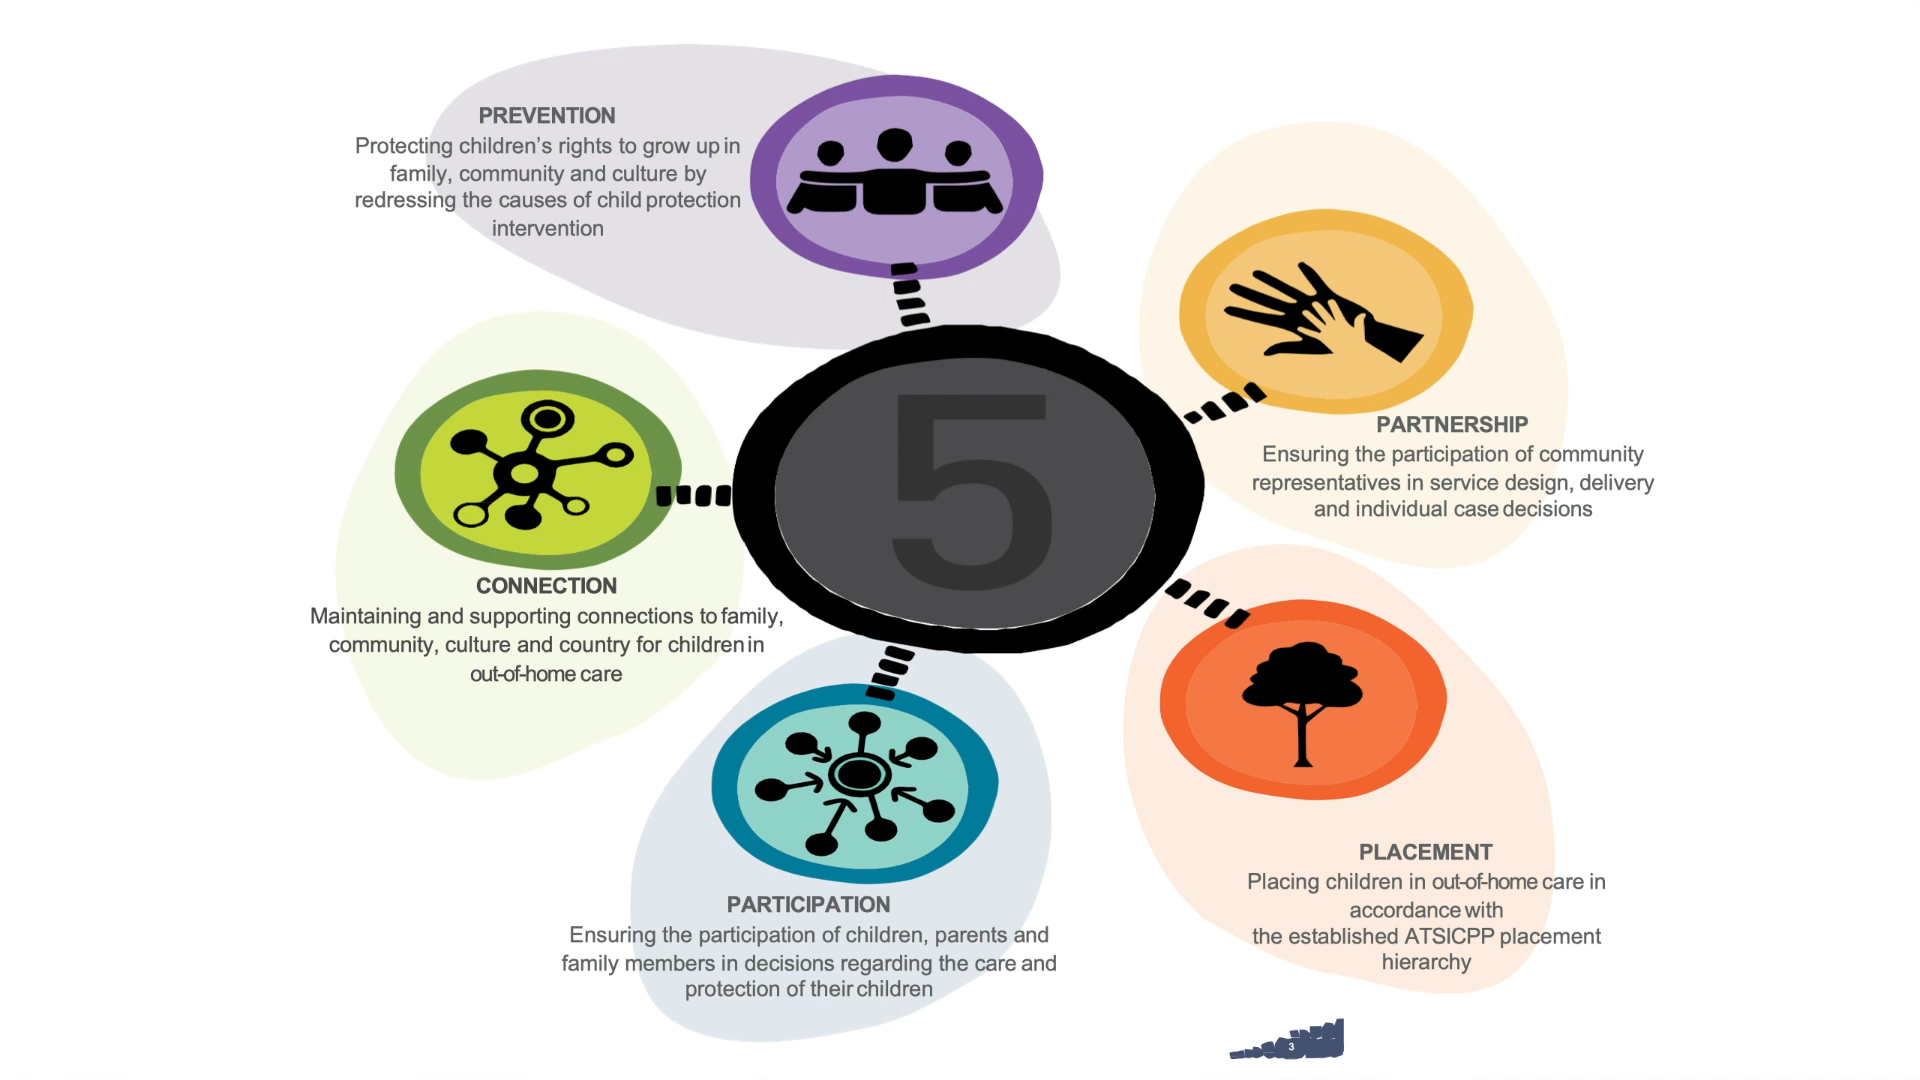 PREVENTION
Protecting children’s rights to grow up in
family, community and culture by
redressing the causes of child protection
intervention
5
PARTNERSHIP
Ensuring the participation of community
representatives in service design, delivery
and individual case decisions
CONNECTION
Maintaining and supporting connections to family,
community, culture and country for children in
out-of-home care
PLACEMENT
Placing children in out-of-home care in
accordance with
the established ATSICPP placement
hierarchy
PARTICIPATION
Ensuring the participation of children, parents and
family members in decisions regarding the care and
protection of their children
3